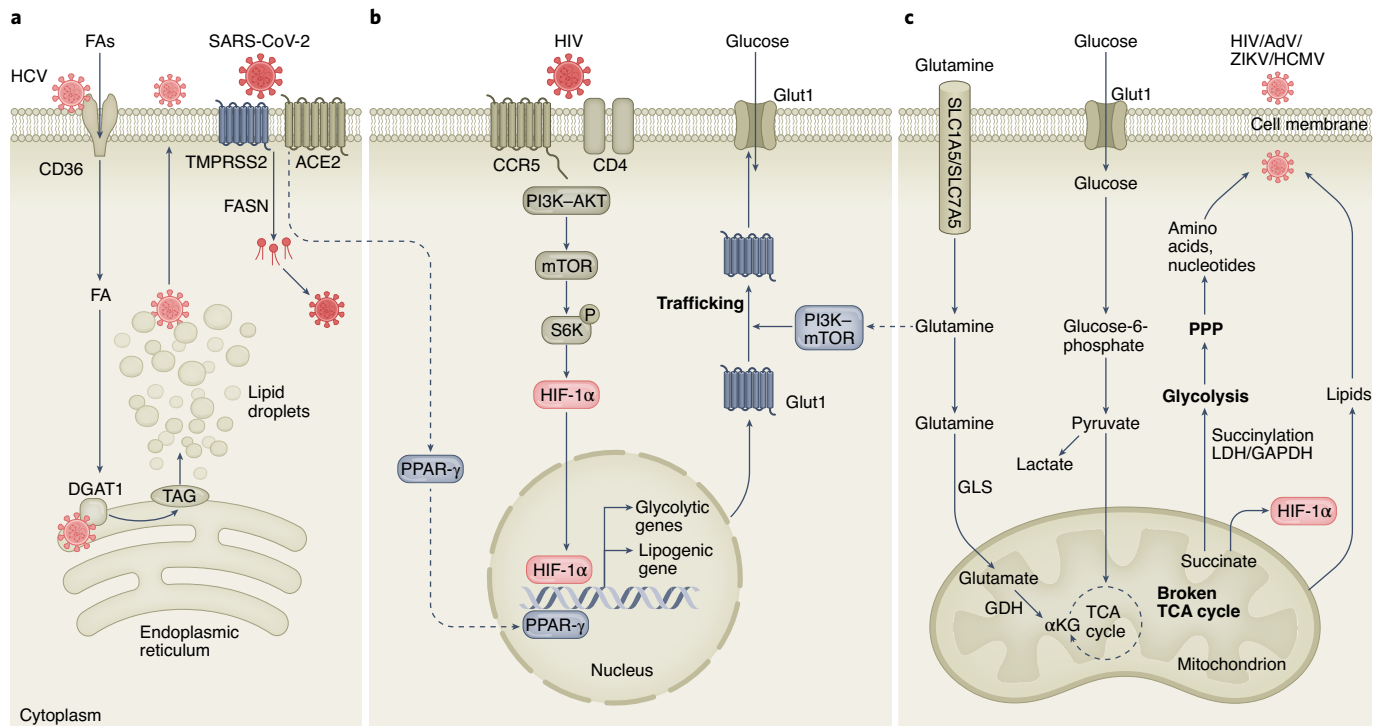 a
FAs
SARS-CoV-2
HCV
CD36
TMPRSS2
ACE2
FASN
FA
Lipid
droplets
DGAT1
TAG
Endoplasmic
reticulum
Cytoplasm
b
HIV
Glucose
Glut1
CCR5
CD4
PI3K–AKT
mTOR
S6K
P
HIF-1α
Trafficking
PI3K–
mTOR
Glut1
PPAR-γ
Glycolytic
genes
Lipogenic
gene
HIF-1α
PPAR-γ
Nucleus
c
Glutamine
SLC1A5/SLC7A5
Glucose
Glut1
HIV/AdV/
ZIKV/HCMV
Cell membrane
Glucose
Amino
acids,
nucleotides
Glutamine
Glucose-6-
phosphate
PPP
Glycolysis
Lipids
Glutamine
Pyruvate
Lactate
Succinylation
LDH/GAPDH
GLS
HIF-1α
Succinate
Glutamate
GDH
Broken
TCA cycle
αKG
TCA
cycle
Mitochondrion